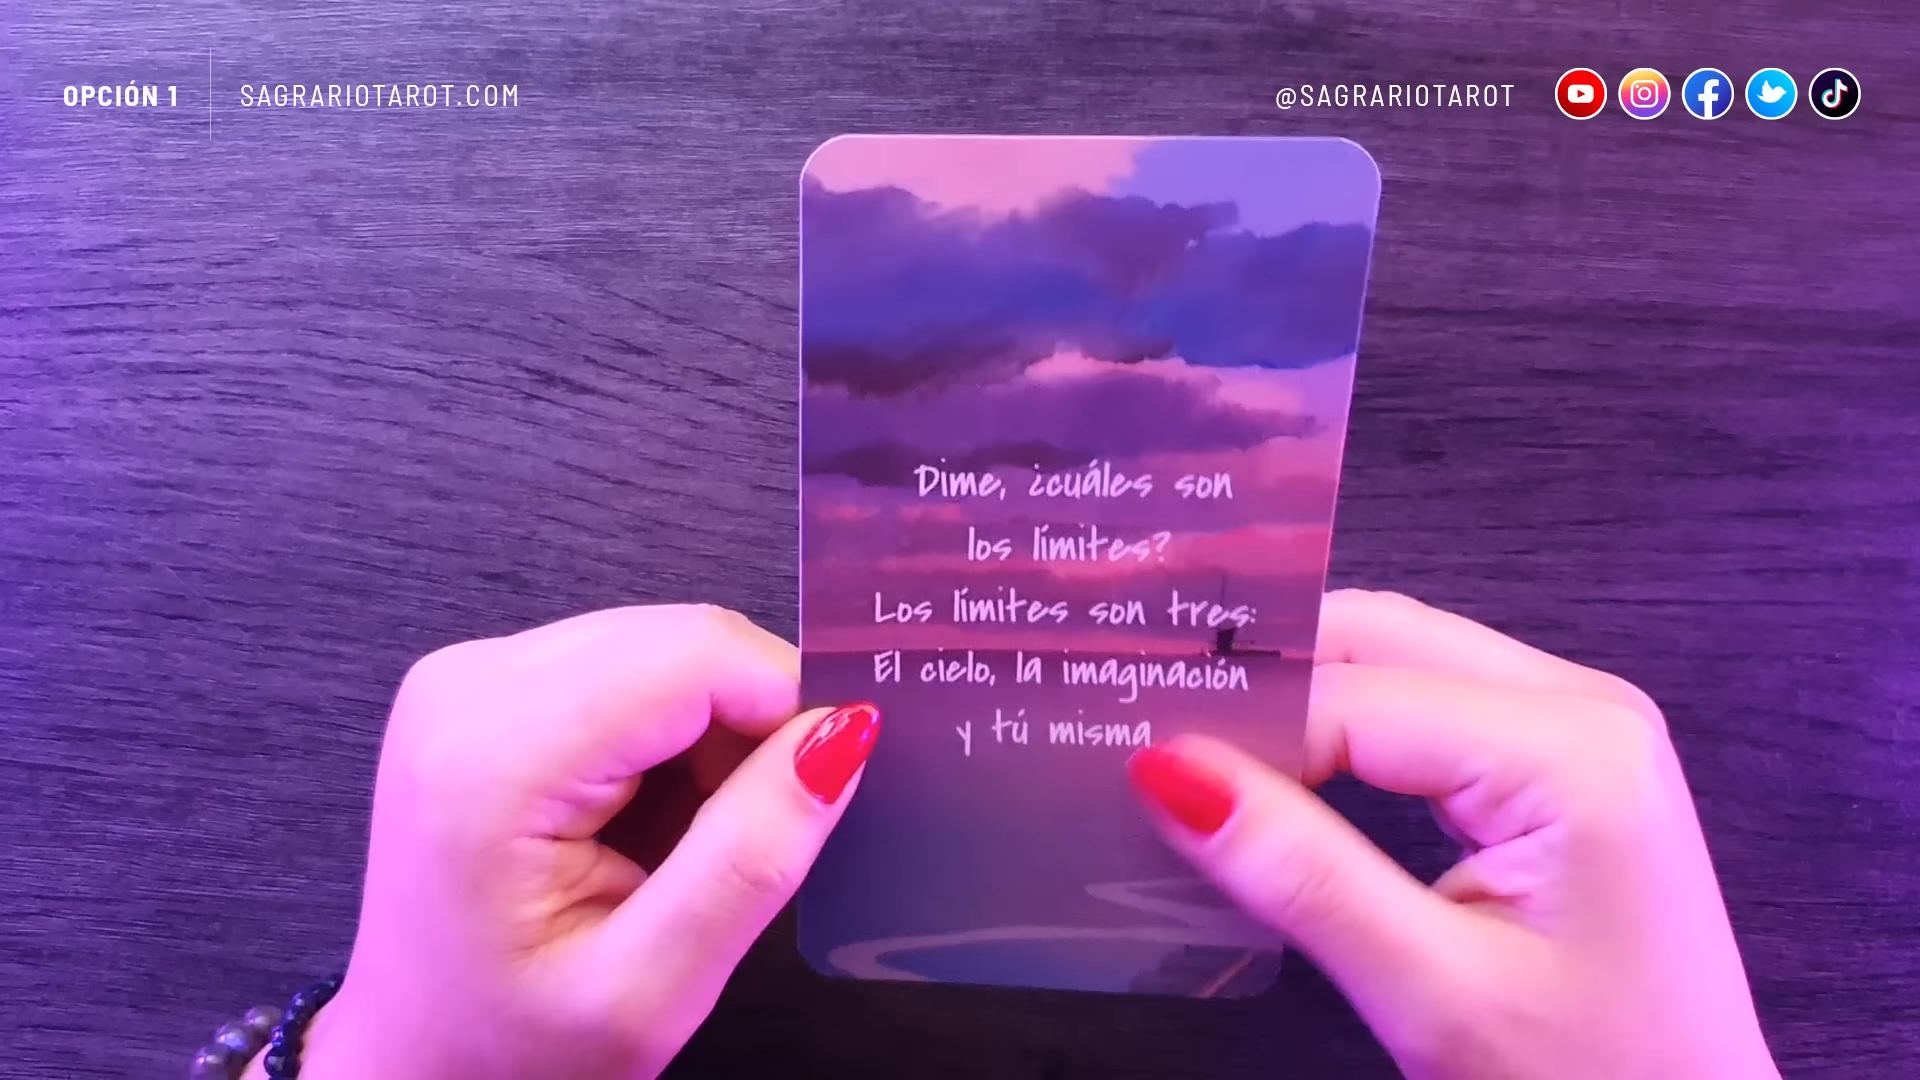 OPCIÓN 1
SAGRARIOTAROT.COM
@SAGRARIOTAROT
Dime, ¿cuáles son
los límites?
Los límites son tres:
El cielo, la imaginación
y tú misma